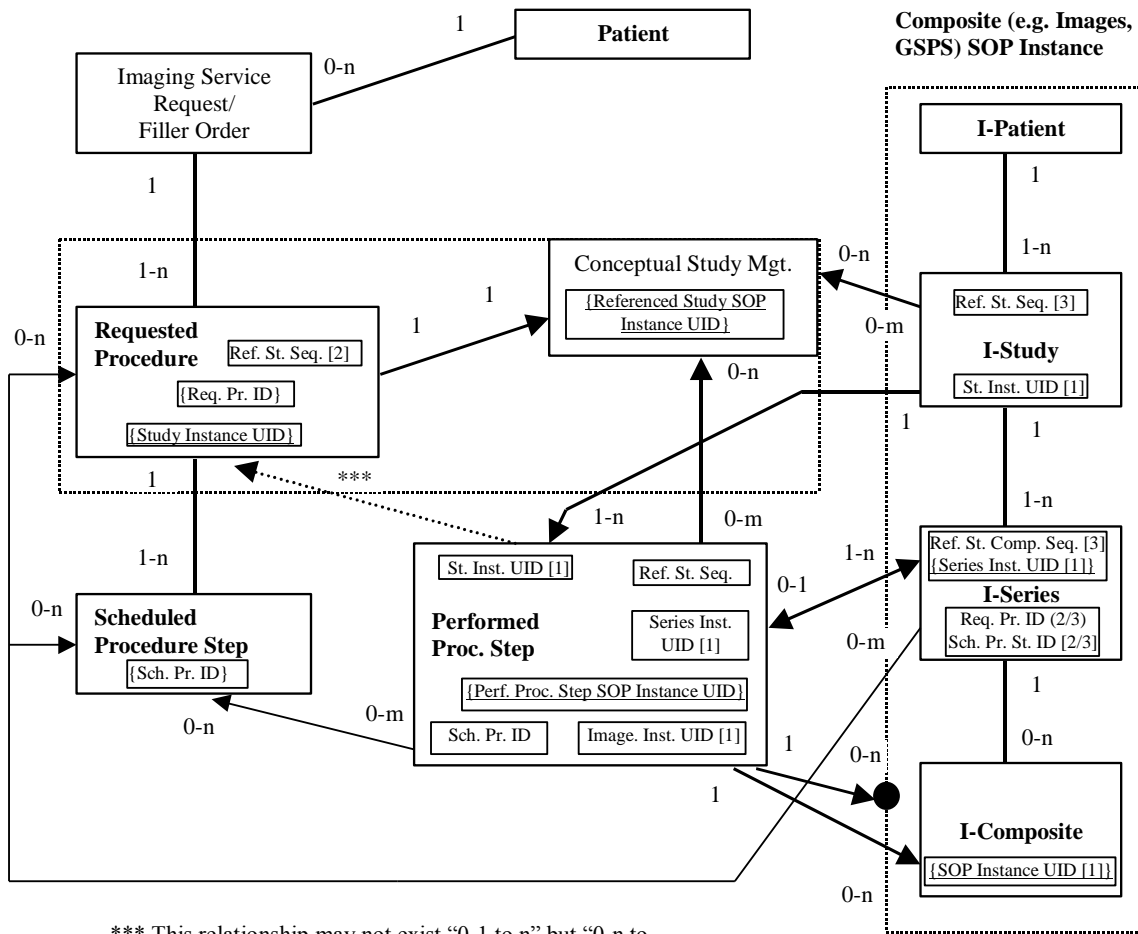 Composite (e.g. Images,
GSPS) SOP Instance
1
Patient
0-n
Imaging Service
Request/
Filler Order
I-Patient
1
1
1-n
1-n
0-n
Conceptual Study Mgt.
{Referenced Study SOP
Instance UID}
1
1
0-m
Ref. St. Seq. [3]
I-Study
St. Inst. UID [1]
0-n
Requested
Procedure
Ref. St. Seq. [2]
{Req. Pr. ID}
{Study Instance UID}
0-n
1
1
1
***
1-n
0-m
1-n
1-n
0-1
1-n
Ref. St. Comp. Seq. [3]
{Series Inst. UID [1]}
I-Series
Req. Pr. ID (2/3)
Sch. Pr. St. ID [2/3]
0-n
Scheduled
Procedure Step
{Sch. Pr. ID}
St. Inst. UID [1]
Ref. St. Seq.
Performed
Proc. Step
Series Inst.
UID [1]
{Perf. Proc. Step SOP Instance UID}
Sch. Pr. ID
Image. Inst. UID [1]
0-m
0-n
0-m
1
1
0-n
0-n
1
I-Composite
{SOP Instance UID [1]}
0-n
*** This relationship may not exist “0-1 to n” but “0-n to